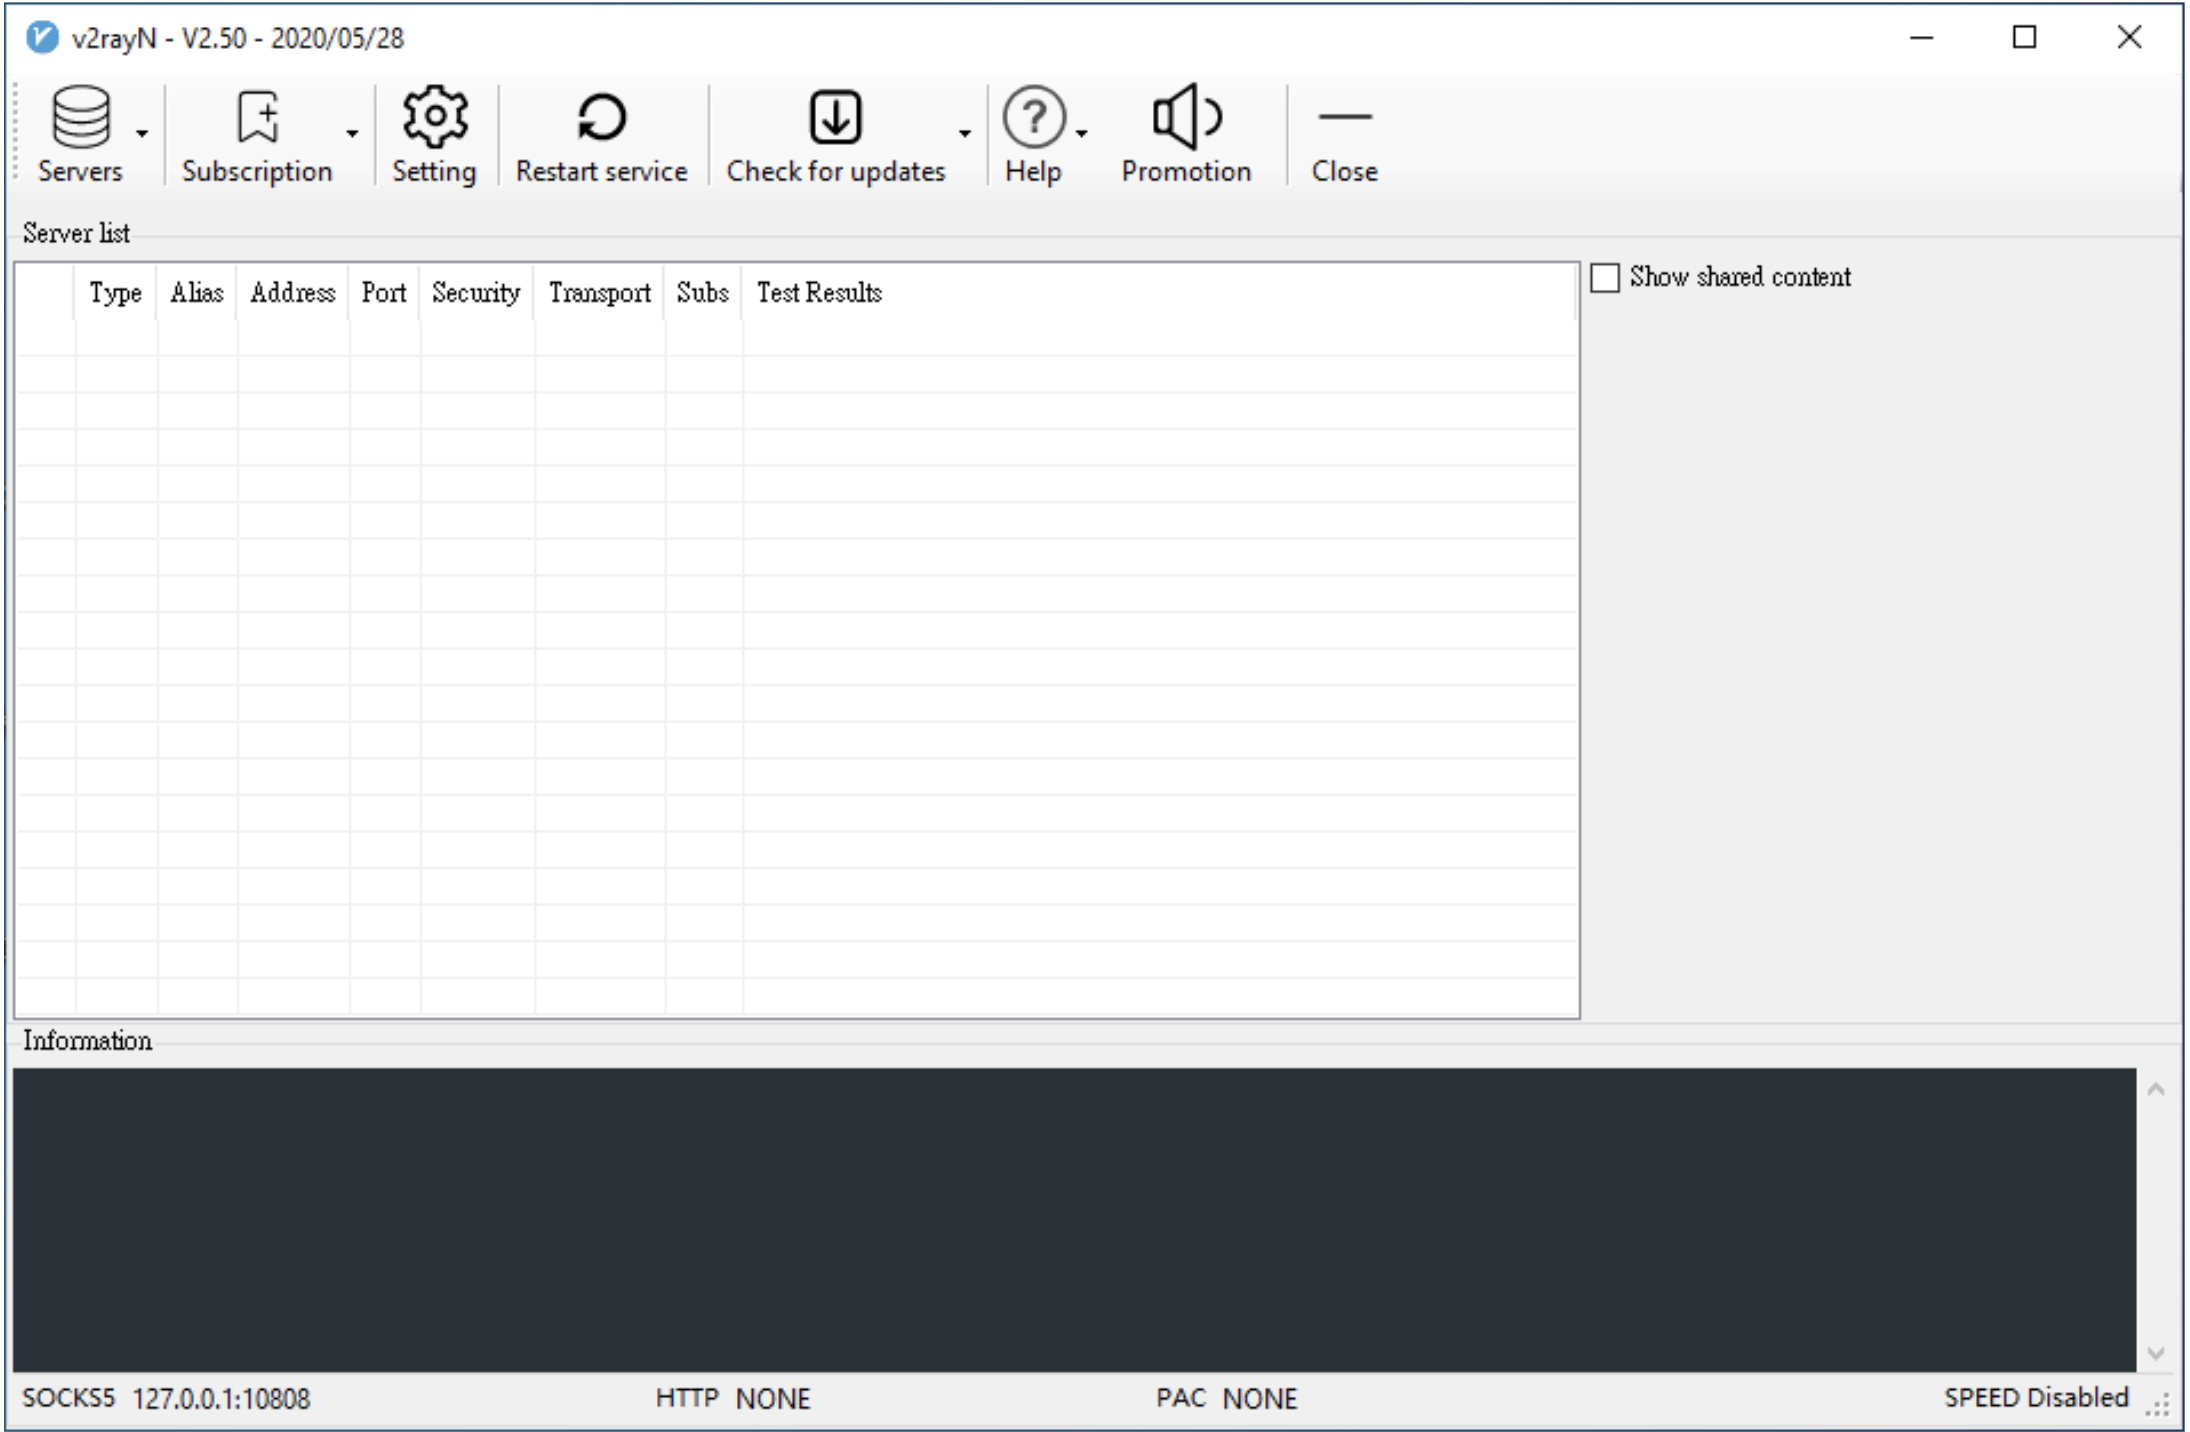 v2rayN - V2.50 - 2020/05/28
Servers Subscription Setting Restart service Check for updates Help Promotion Close
Server list
Type Alias Address Port Security Transport Subs Test Results
Show shared content
Information
SOCKS5 127.0.0.1:10808 HTTP NONE PAC NONE SPEED Disabled